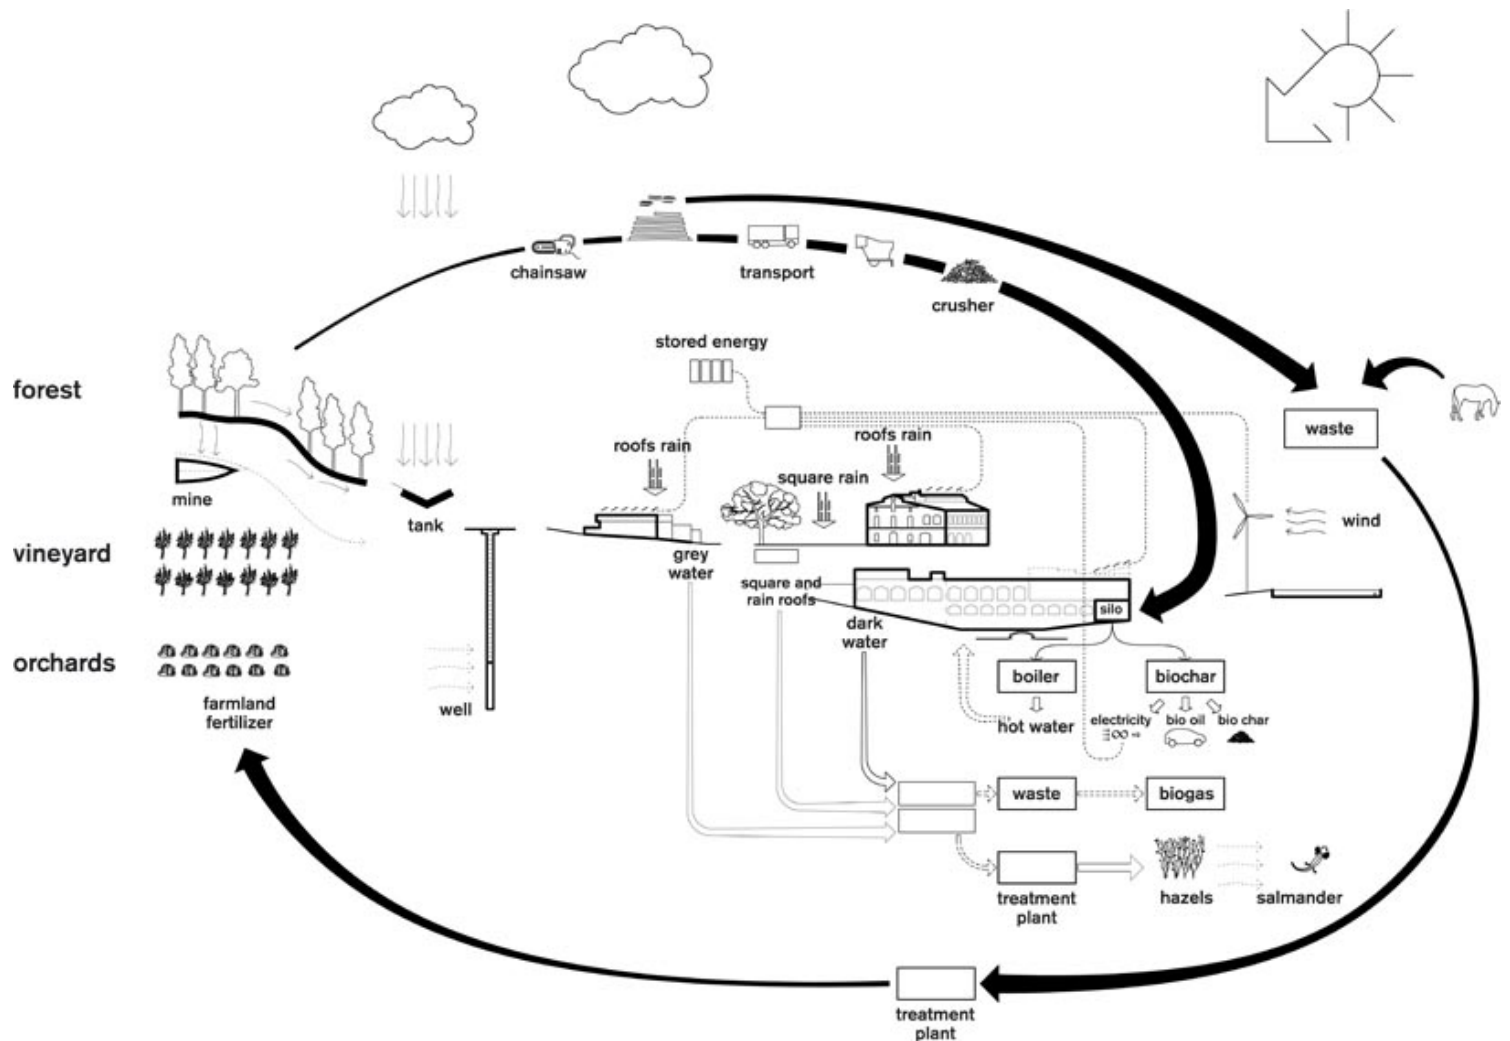 chainsaw
transport
crusher
stored energy
forest
waste
roofs rain
roofs rain
square rain
mine
tank
wind
vineyard
grey
water
square and
rain roofs
silo
dark
water
orchards
boiler
biochar
farmland
fertilizer
well
hot water
electricity
bio oil
bio char
waste
biogas
treatment
plant
hazels
salmander
treatment
plant